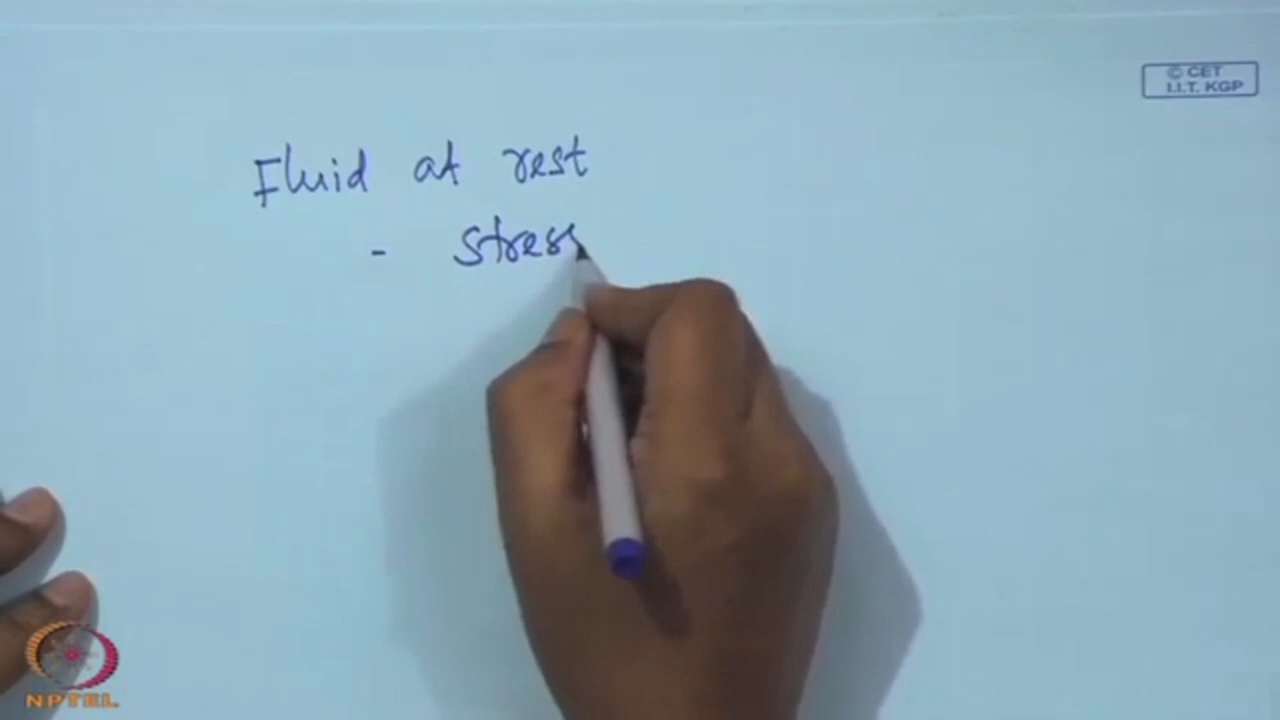 © CET
I.I.T. KGP
Fluid at rest
- stress
NPTEL